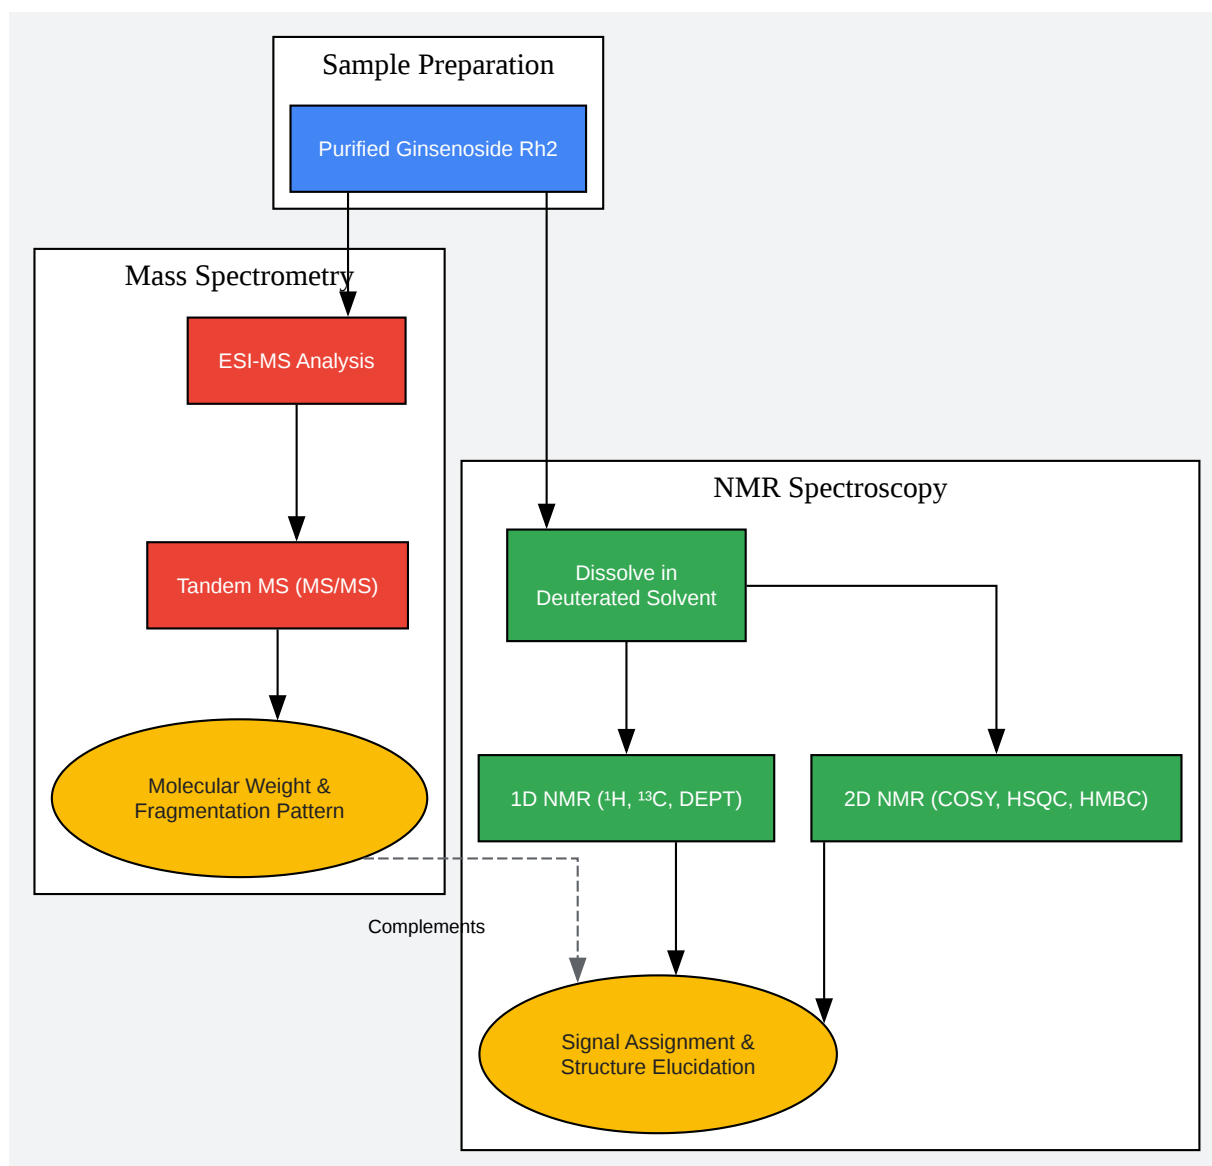 Sample Preparation
Purified Ginsenoside Rh2
Mass Spectrometry
ESI-MS Analysis
Tandem MS (MS/MS)
Molecular Weight &
Fragmentation Pattern
Complements
NMR Spectroscopy
Dissolve in
Deuterated Solvent
1D NMR (¹H, ¹³C, DEPT)
2D NMR (COSY, HSQC, HMBC)
Signal Assignment &
Structure Elucidation